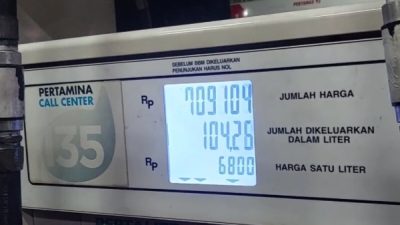 SEBELUM BBM DIKELUARKAN
PENUNJUKAN HARUS NOL
PERTAMINA
CALL CENTER
135
Rp 709104 JUMLAH HARGA
104,26 JUMLAH DIKELUARKAN
DALAM LITER
Rp 6800 HARGA SATU LITER